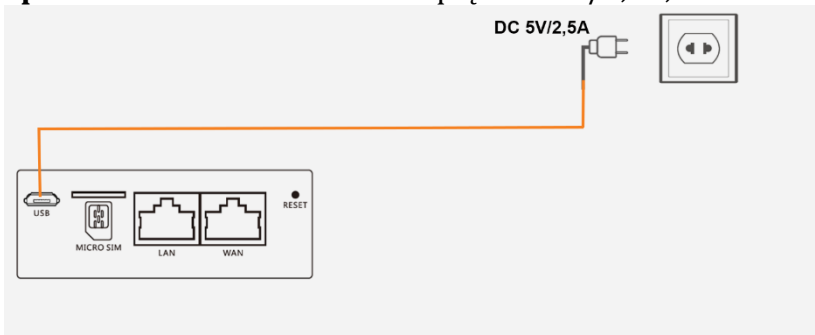 DC 5V/2,5A
USB
MICRO SIM
LAN
WAN
RESET